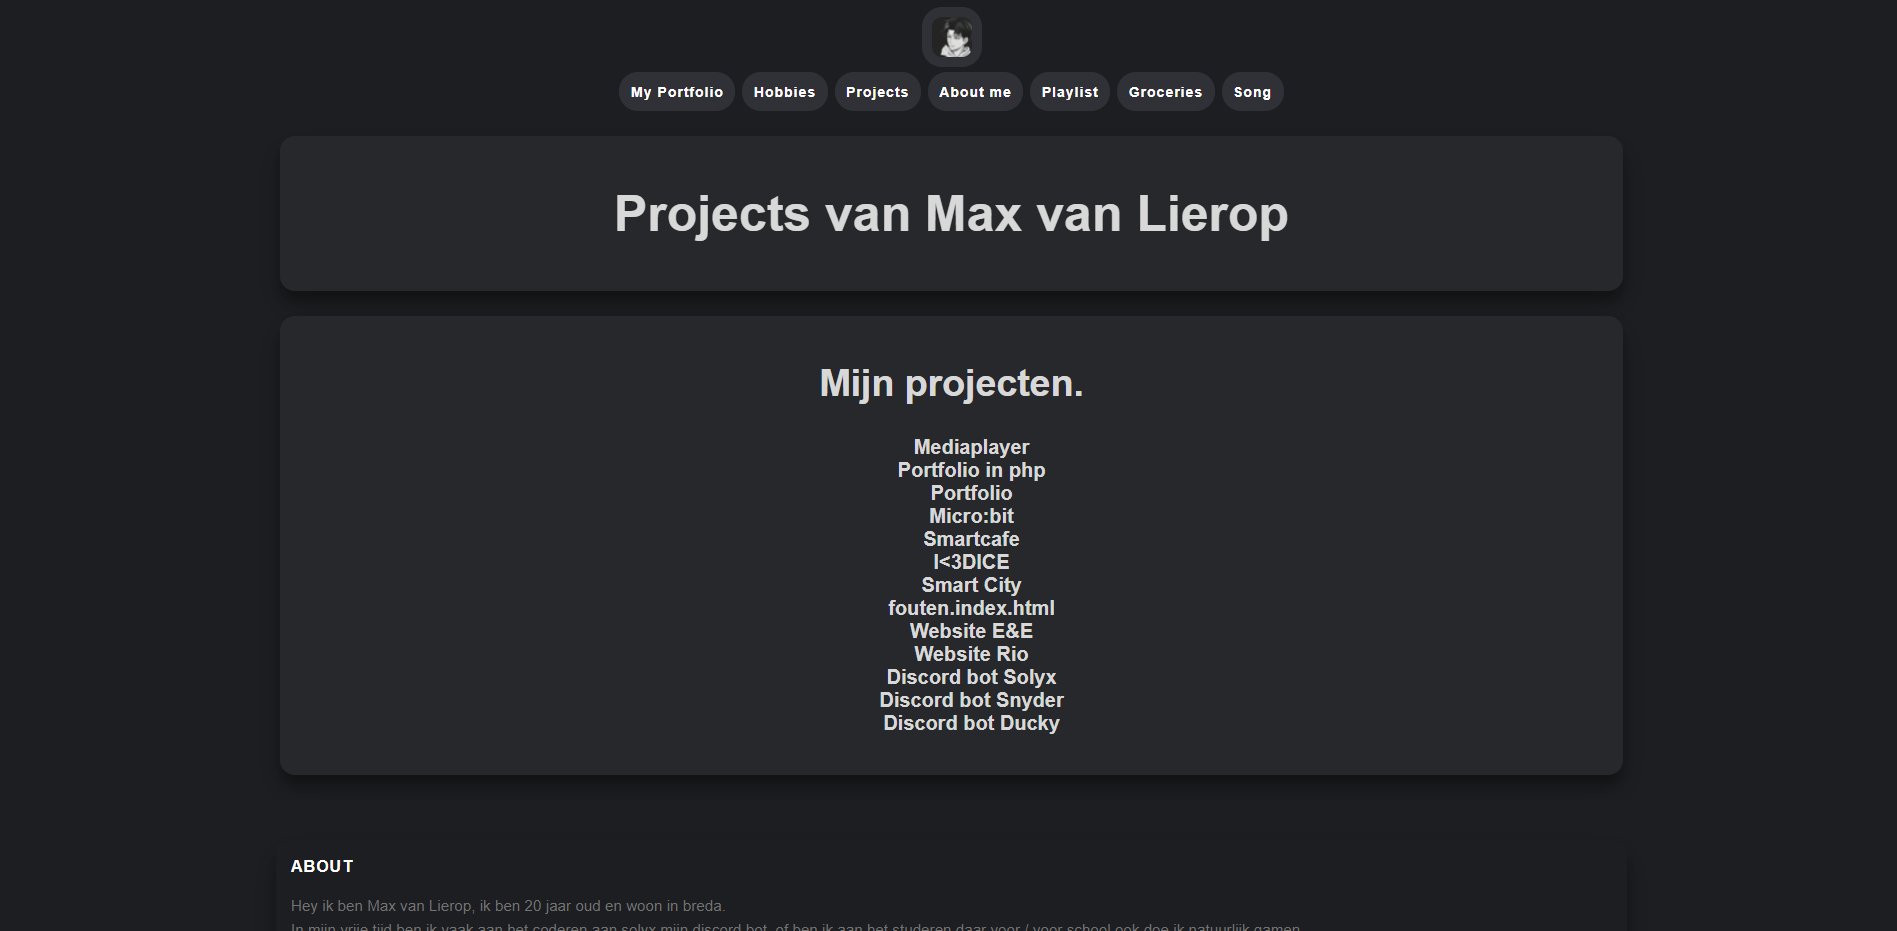 My Portfolio Hobbies Projects About me Playlist Groceries Song
Projects van Max van Lierop
Mijn projecten.
Mediaplayer
Portfolio in php
Portfolio
Micro:bit
Smartcafe
I<3DICE
Smart City
fouten.index.html
Website E&E
Website Rio
Discord bot Solyx
Discord bot Snyder
Discord bot Ducky
ABOUT
Hey ik ben Max van Lierop, ik ben 20 jaar oud en woon in breda.
In mijn vrije tijd ben ik vaak aan het coderen aan solyx mijn discord bot, of ben ik aan het studeren daar voor / voor school ook doe ik natuurlijk gamen